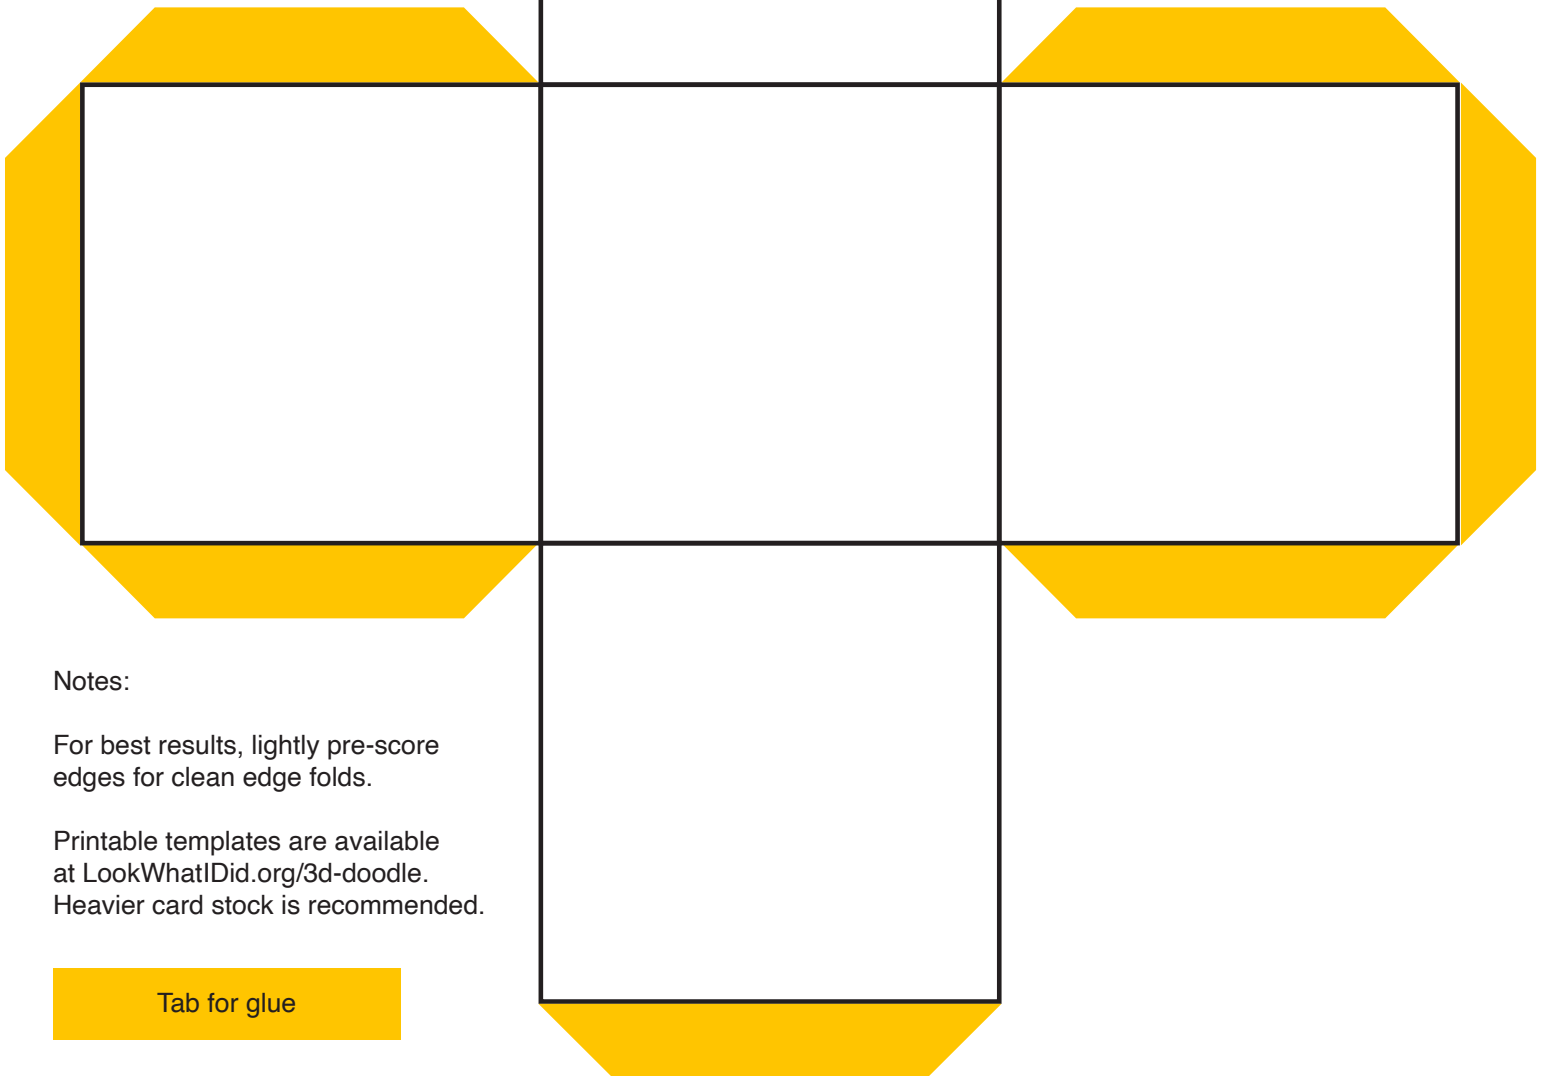 Notes:
For best results, lightly pre-score
edges for clean edge folds.
Printable templates are available
at LookWhatIDid.org/3d-doodle.
Heavier card stock is recommended.
Tab for glue